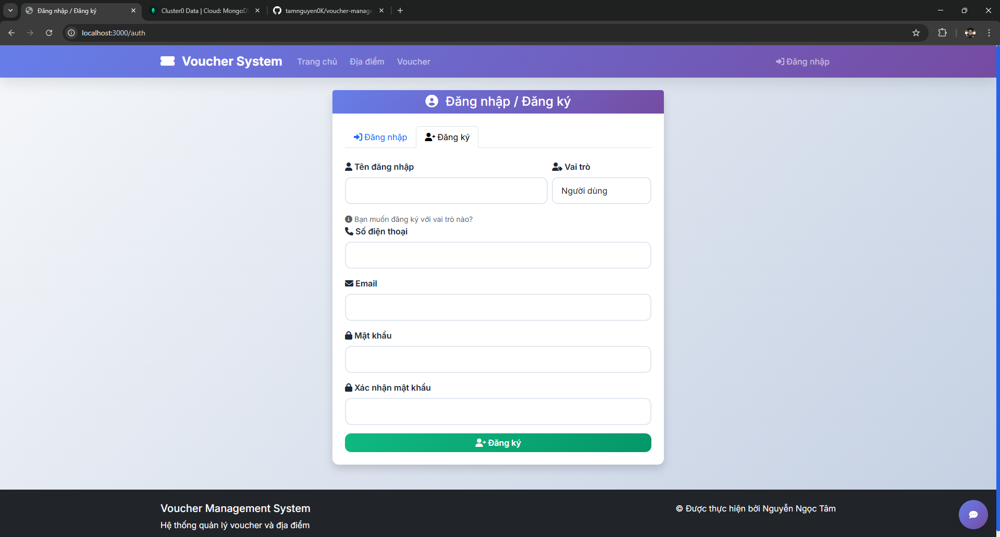 Đăng nhập / Đăng ký
Cluster0 Data | Cloud: MongoD
tamnguyen0K/voucher-manage
localhost:3000/auth
Voucher System Trang chủ Địa điểm Voucher Đăng nhập
Đăng nhập / Đăng ký
Đăng nhập Đăng ký
Tên đăng nhập Vai trò
Người dùng
Bạn muốn đăng ký với vai trò nào?
Số điện thoại
Email
Mật khẩu
Xác nhận mật khẩu
Đăng ký
Voucher Management System
© Được thực hiện bởi Nguyễn Ngọc Tâm
Hệ thống quản lý voucher và địa điểm